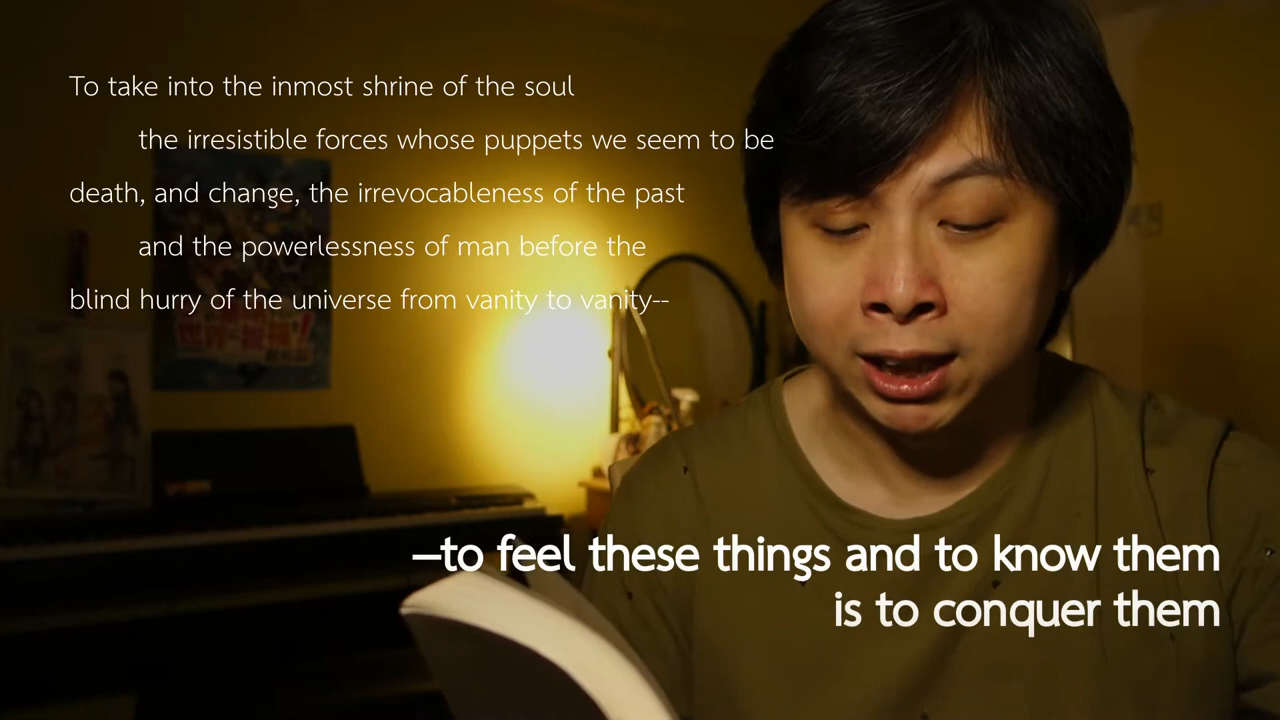 To take into the inmost shrine of the soul
the irresistible forces whose puppets we seem to be
death, and change, the irrevocableness of the past
and the powerlessness of man before the
blind hurry of the universe from vanity to vanity--
—to feel these things and to know them
is to conquer them